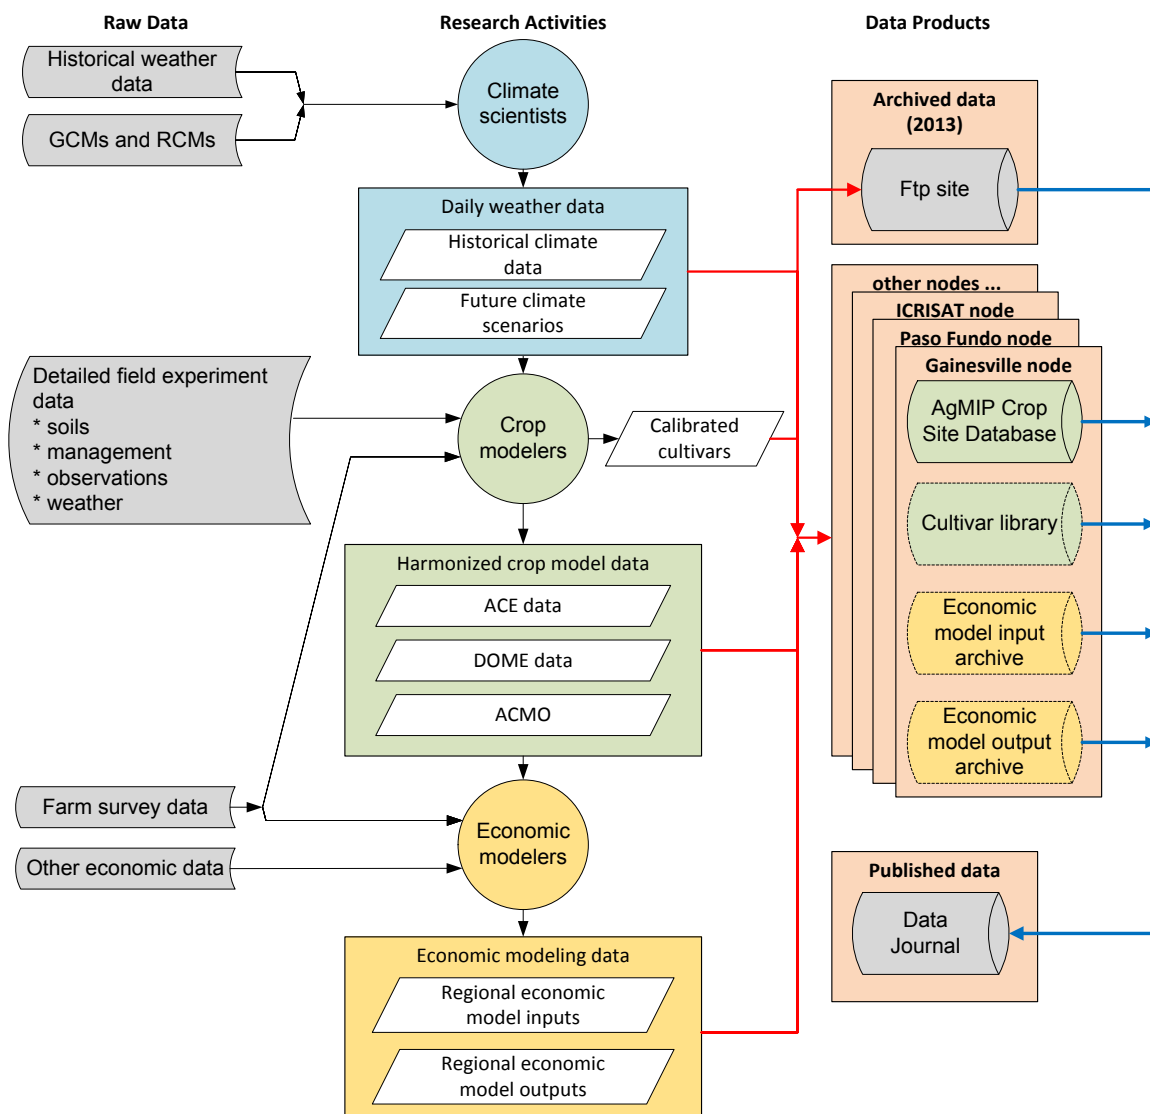 Raw Data
Research Activities
Data Products
Historical weather
data
GCMs and RCMs
Climate
scientists
Daily weather data
Historical climate
data
Future climate
scenarios
Detailed field experiment
data
* soils
* management
* observations
* weather
Crop
modelers
Calibrated
cultivars
Harmonized crop model data
ACE data
DOME data
ACMO
Farm survey data
Other economic data
Economic
modelers
Economic modeling data
Regional economic
model inputs
Regional economic
model outputs
Archived data
(2013)
Ftp site
other nodes ...
ICRISAT node
Paso Fundo node
Gainesville node
AgMIP Crop
Site Database
Cultivar library
Economic
model input
archive
Economic
model output
archive
Published data
Data
Journal